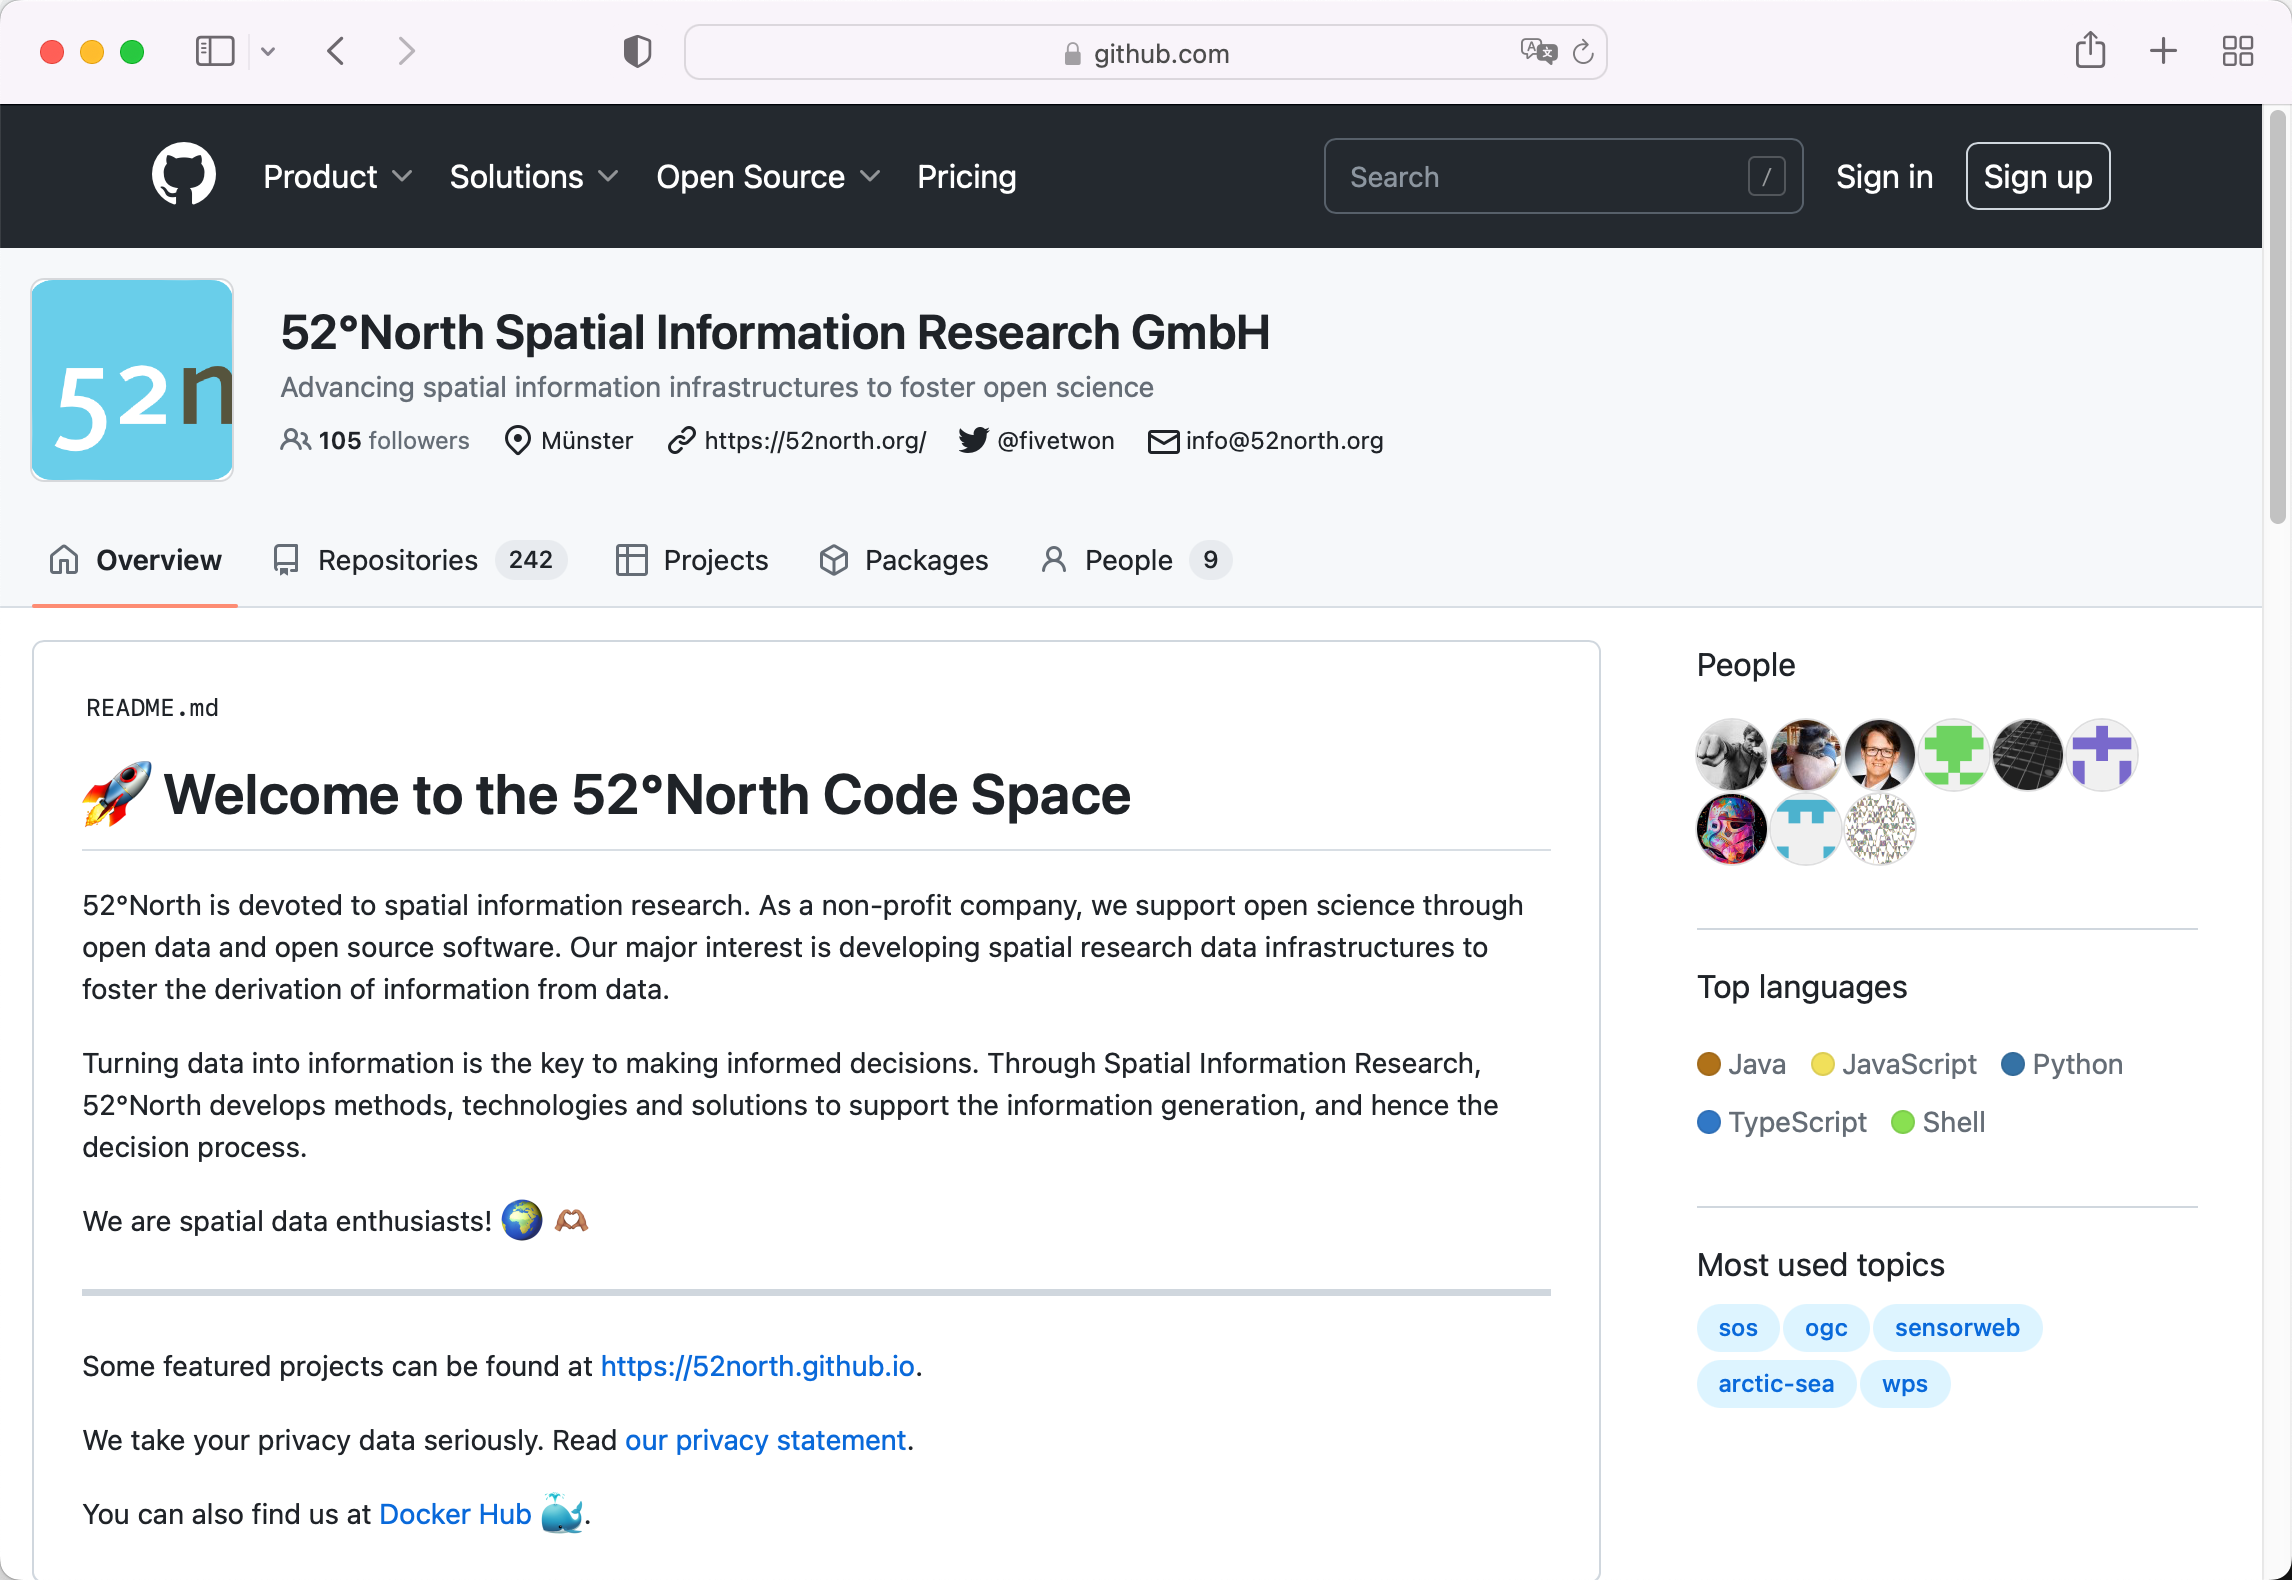 github.com
Product Solutions Open Source Pricing Search / Sign in Sign up
52n
52°North Spatial Information Research GmbH
Advancing spatial information infrastructures to foster open science
105 followers Münster https://52north.org/ @fivetwon info@52north.org
Overview Repositories 242 Projects Packages People 9
README.md
🚀 Welcome to the 52°North Code Space
52°North is devoted to spatial information research. As a non-profit company, we support open science through
open data and open source software. Our major interest is developing spatial research data infrastructures to
foster the derivation of information from data.
Turning data into information is the key to making informed decisions. Through Spatial Information Research,
52°North develops methods, technologies and solutions to support the information generation, and hence the
decision process.
We are spatial data enthusiasts! 🌍 🫶🏽
Some featured projects can be found at https://52north.github.io.
We take your privacy data seriously. Read our privacy statement.
You can also find us at Docker Hub 🐳.
People
Top languages
Java JavaScript Python
TypeScript Shell
Most used topics
sos ogc sensorweb
arctic-sea wps